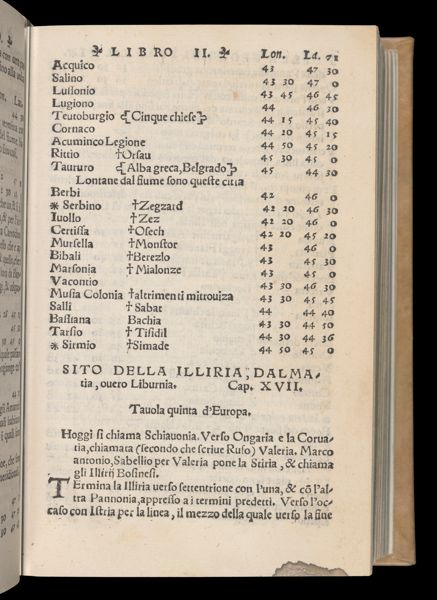 LIBRO II. Lon. La. 71
Acquico 43 47 30
Salino 43 30 47 0
Lussonio 43 45 46 45
Lugiono 44 46 30
Teutoburgio {Cinque chiese} 44 15 45 40
Cornaco 44 20 45 15
Acuminco Legione 44 50 45 20
Rittio †Orsau 45 30 45 0
Taururo {Alba greca, Belgrado} 45 44 30
Lontane dal fiume sono queste citta
Berbi 42 46 0
* Serbino †Zegzard 42 20 46 30
Iuollo †Zez 42 20 46 0
Certissa †Osech 42 20 45 20
Mursella †Monstor 43 46 0
Bibali †Berezlo 43 45 30
Marsonia † Mialonze 43 45 0
Vacontio 43 30 46 30
Musia Colonia †altrimenti mitrouiza 43 30 45 45
Salli † Sabat 44 44 40
Bastiana Bachia 43 30 44 50
Tarsio † Tisidil 44 30 44 36
* Sirmio †Simade 44 50 45 0
SITO DELLA ILLIRIA, DALMA-
tia, ouero Liburnia. Cap. XVII.
Tauola quinta d'Europa.
Hoggi si chiama Schiauonia. Verso Ongaria e la Corua-
tia, chiamata (secondo che scriue Ruso) Valeria. Marco
antonio, Sabellio per Valeria pone la Stiria, & chiama
gli Illirij Bosinesi.
Termina la Illiria uerso settentrione con l'una, & cõ l'al-
tra Pannonia, appresso a i termini predetti. Verso l'oc-
caso con Istria per la linea, il mezzo della quale uerso la fine